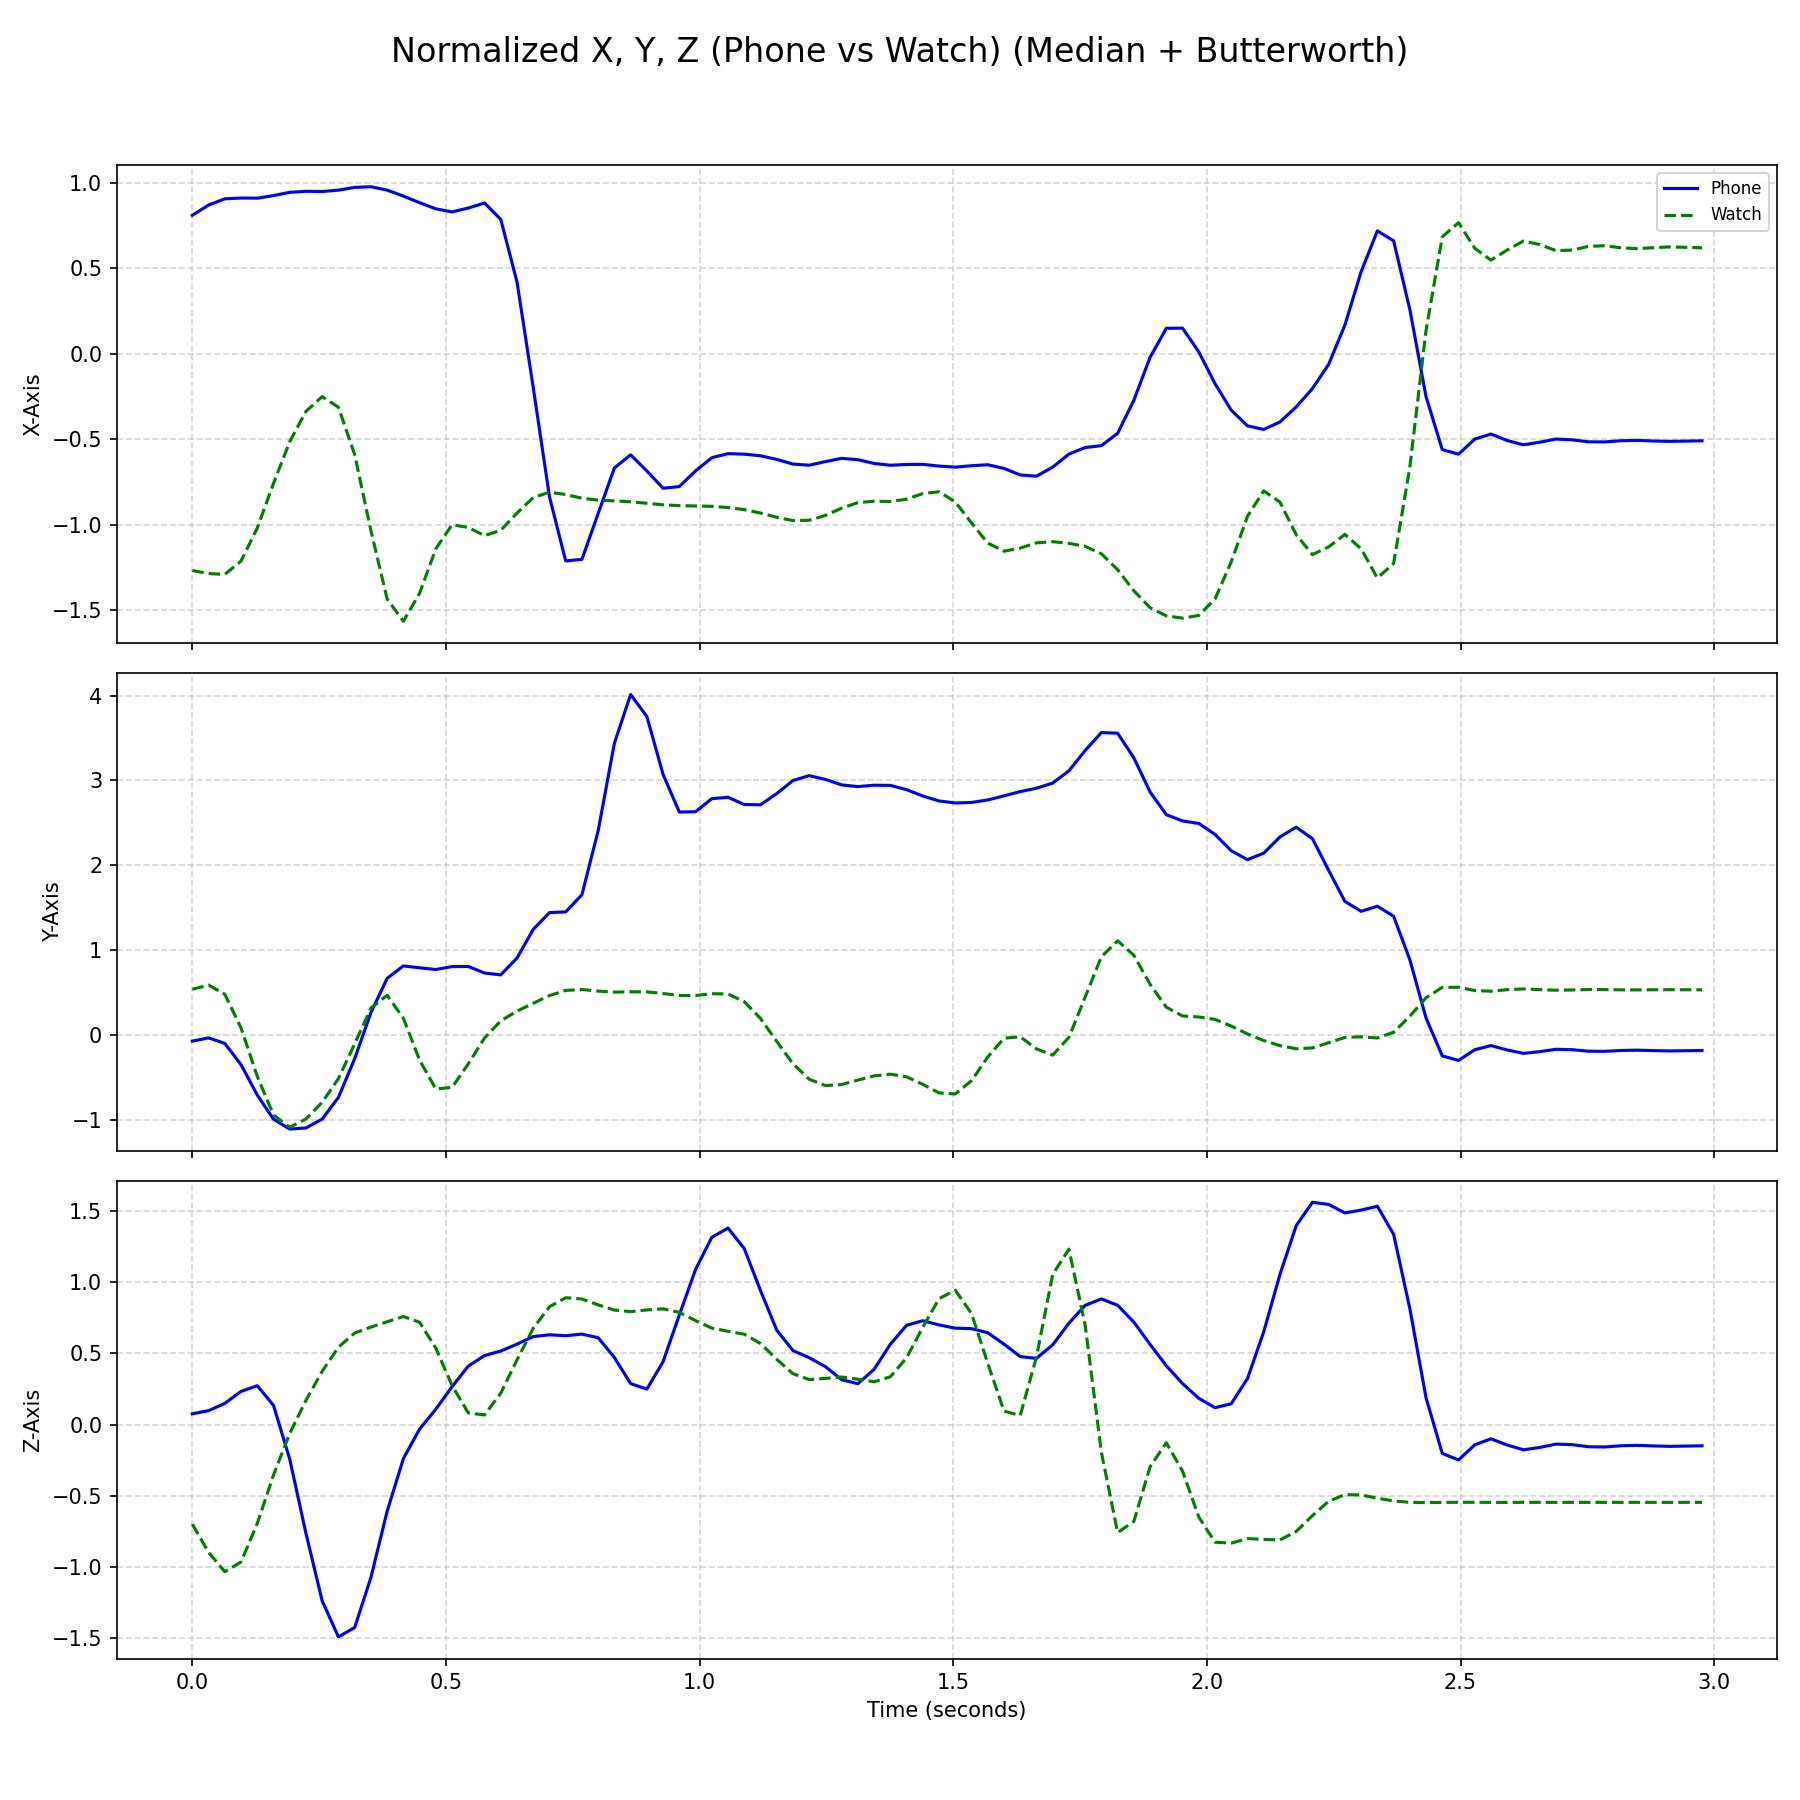 Normalized X, Y, Z (Phone vs Watch) (Median + Butterworth)
Phone
Watch
1.0
0.5
0.0
−0.5
−1.0
−1.5
X-Axis
4
3
2
1
0
−1
Y-Axis
1.5
1.0
0.5
0.0
−0.5
−1.0
−1.5
Z-Axis
0.0 0.5 1.0 1.5 2.0 2.5 3.0
Time (seconds)